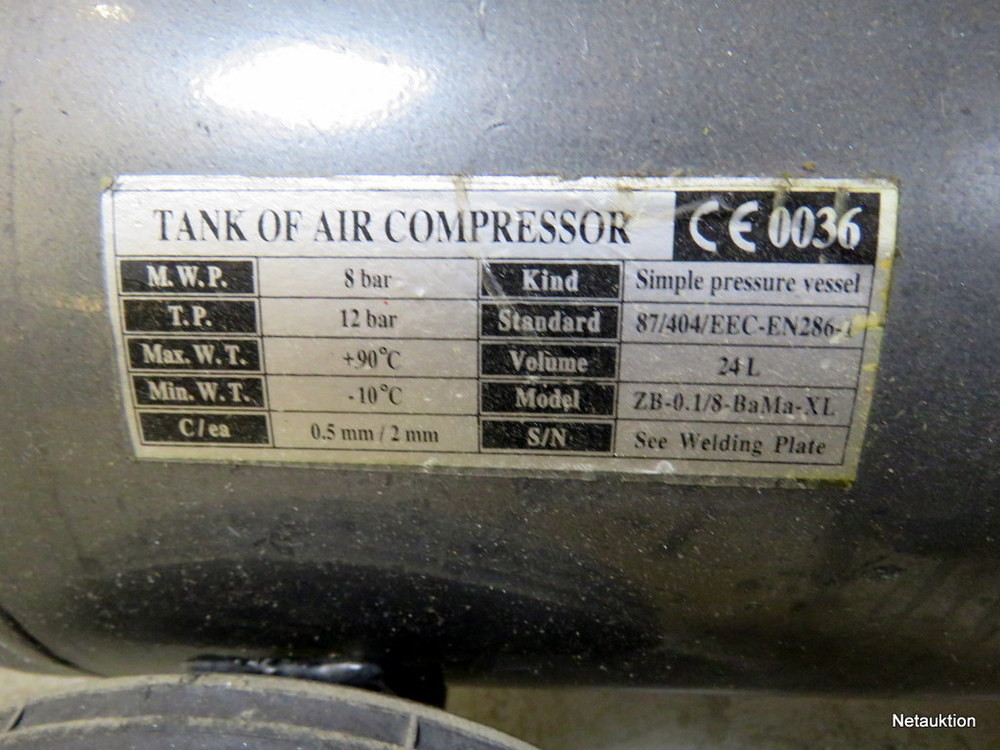 TANK OF AIR COMPRESSOR CE 0036
M.W.P. 8 bar Kind Simple pressure vessel
T.P. 12 bar Standard 87/404/EEC-EN286-1
Max. W. T. +90°C Volume 24 L
Min. W. T. -10°C Model ZB-0.1/8-BaMa-XL
C/ea 0.5 mm / 2 mm S/N See Welding Plate
Netauktion